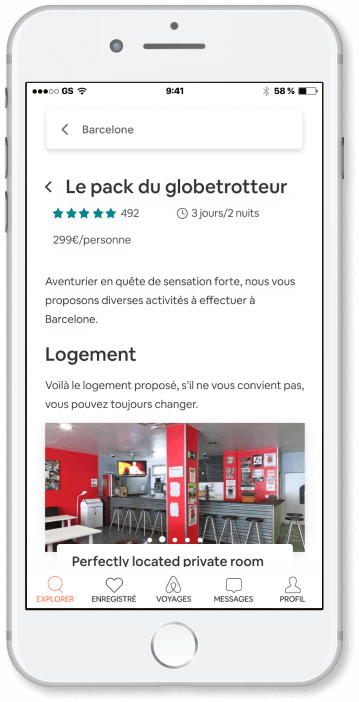 GS 9:41 58 %
Barcelone
Le pack du globetrotteur
492 3 jours/2 nuits
299€/personne
Aventurier en quête de sensation forte, nous vous
proposons diverses activités à effectuer à
Barcelone.
Logement
Voilà le logement proposé, s'il ne vous convient pas,
vous pouvez toujours changer.
Perfectly located private room
EXPLORER ENREGISTRÉ VOYAGES MESSAGES PROFIL